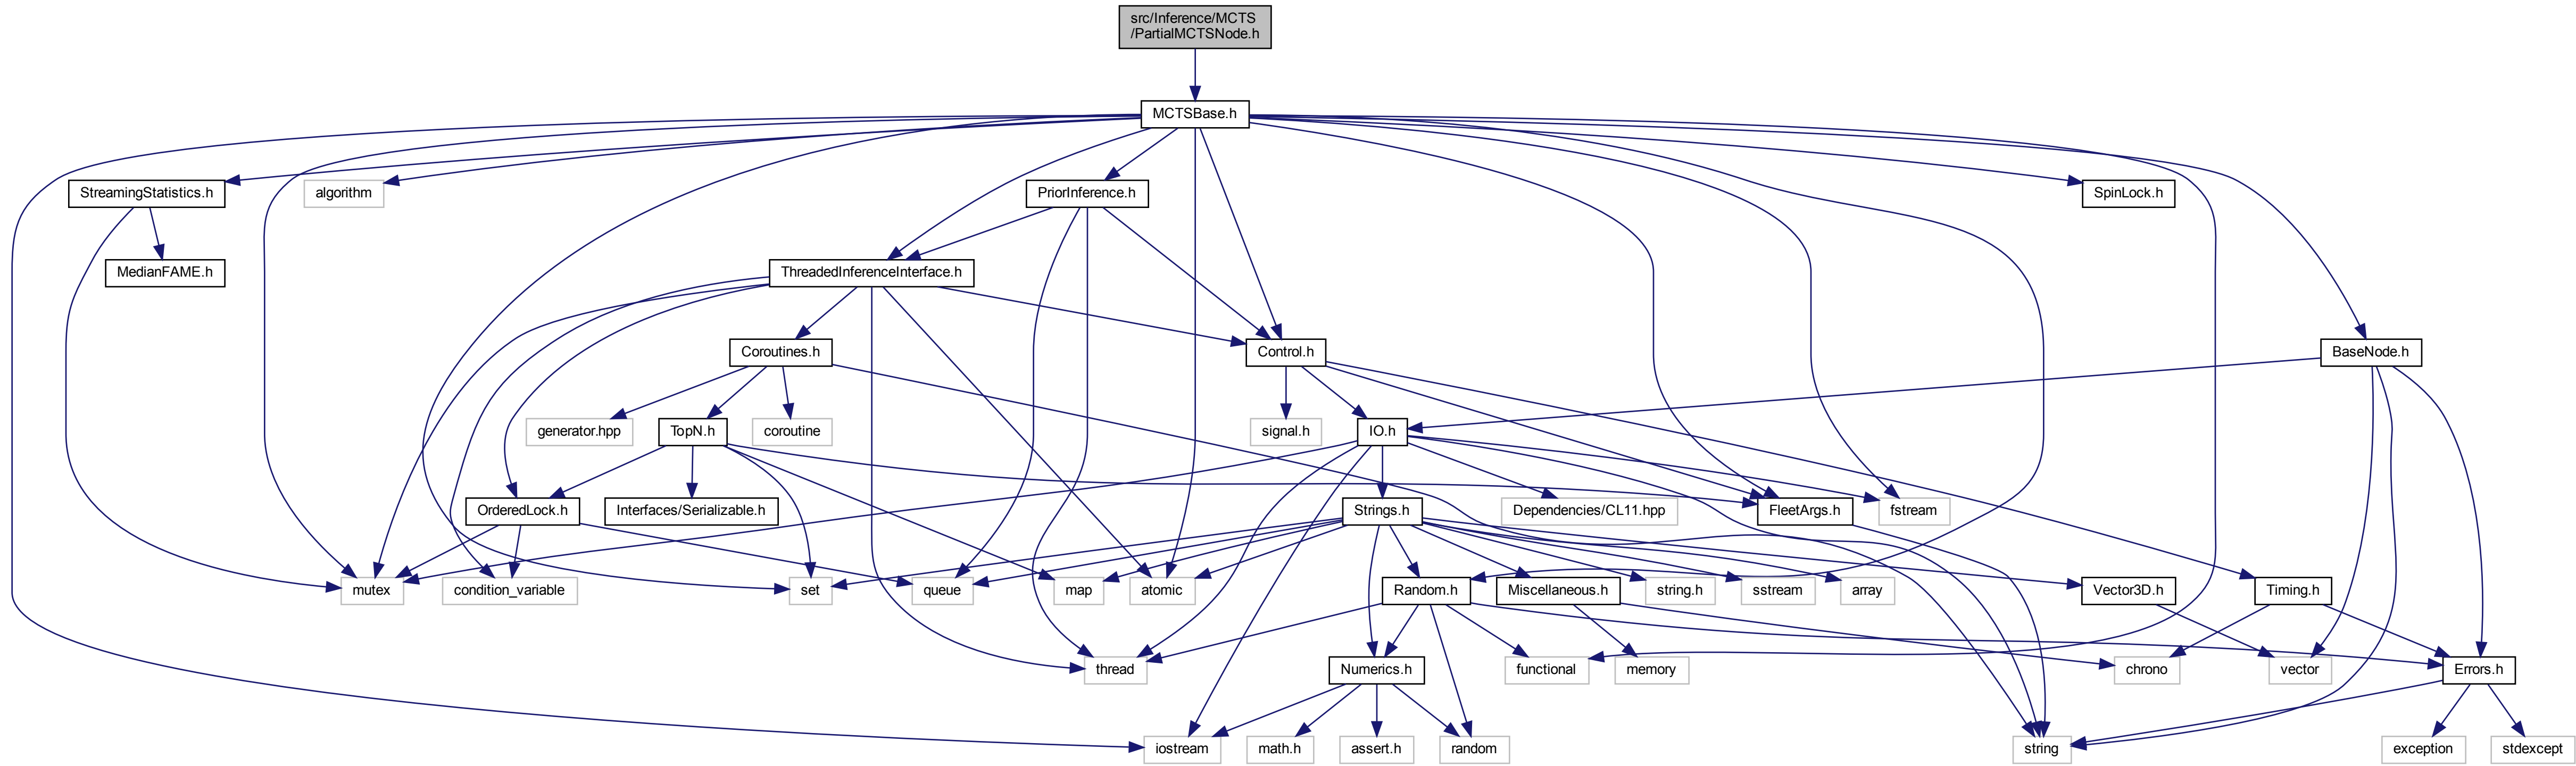 src/Inference/MCTS
/PartialMCTSNode.h
MCTSBase.h
StreamingStatistics.h
algorithm
PriorInference.h
SpinLock.h
MedianFAME.h
ThreadedInferenceInterface.h
Coroutines.h
Control.h
BaseNode.h
generator.hpp
TopN.h
coroutine
signal.h
IO.h
OrderedLock.h
Interfaces/Serializable.h
Strings.h
Dependencies/CL11.hpp
FleetArgs.h
fstream
mutex
condition_variable
set
queue
map
atomic
Random.h
Miscellaneous.h
string.h
sstream
array
Vector3D.h
Timing.h
thread
Numerics.h
functional
memory
chrono
vector
Errors.h
iostream
math.h
assert.h
random
string
exception
stdexcept